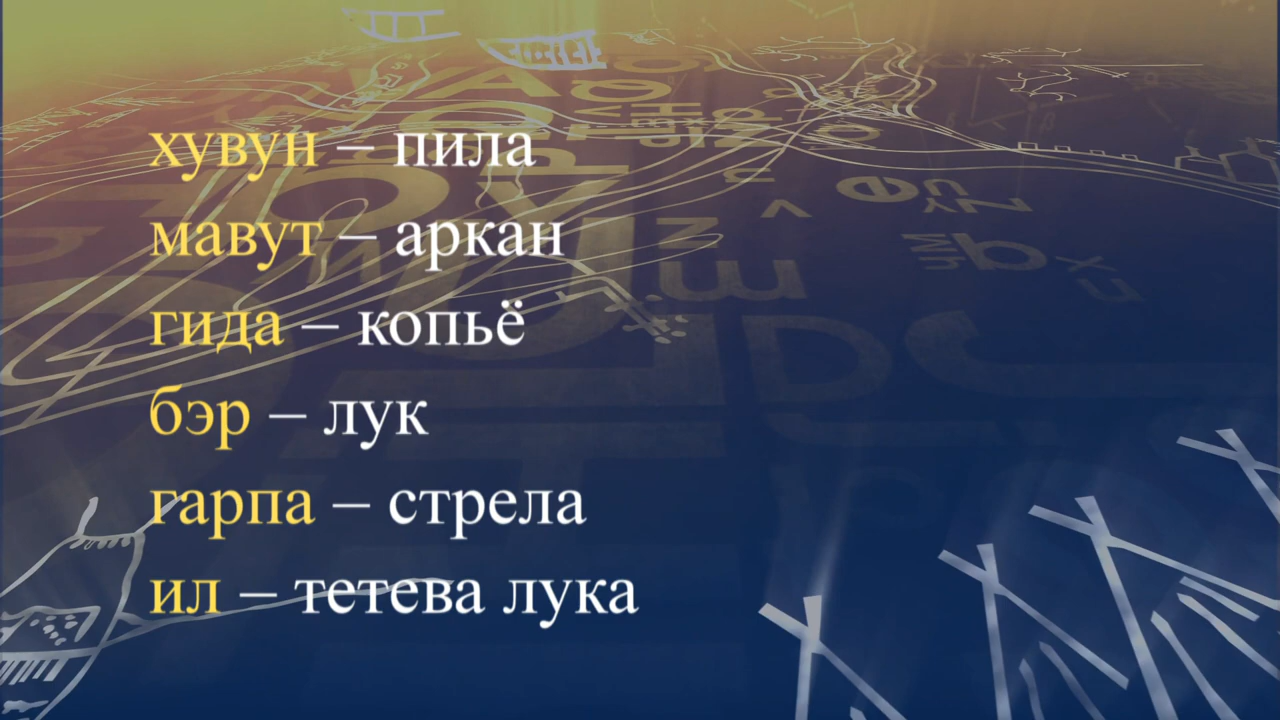 хувун – пила
мавут – аркан
гида – копьё
бэр – лук
гарпа – стрела
ил – тетева лука